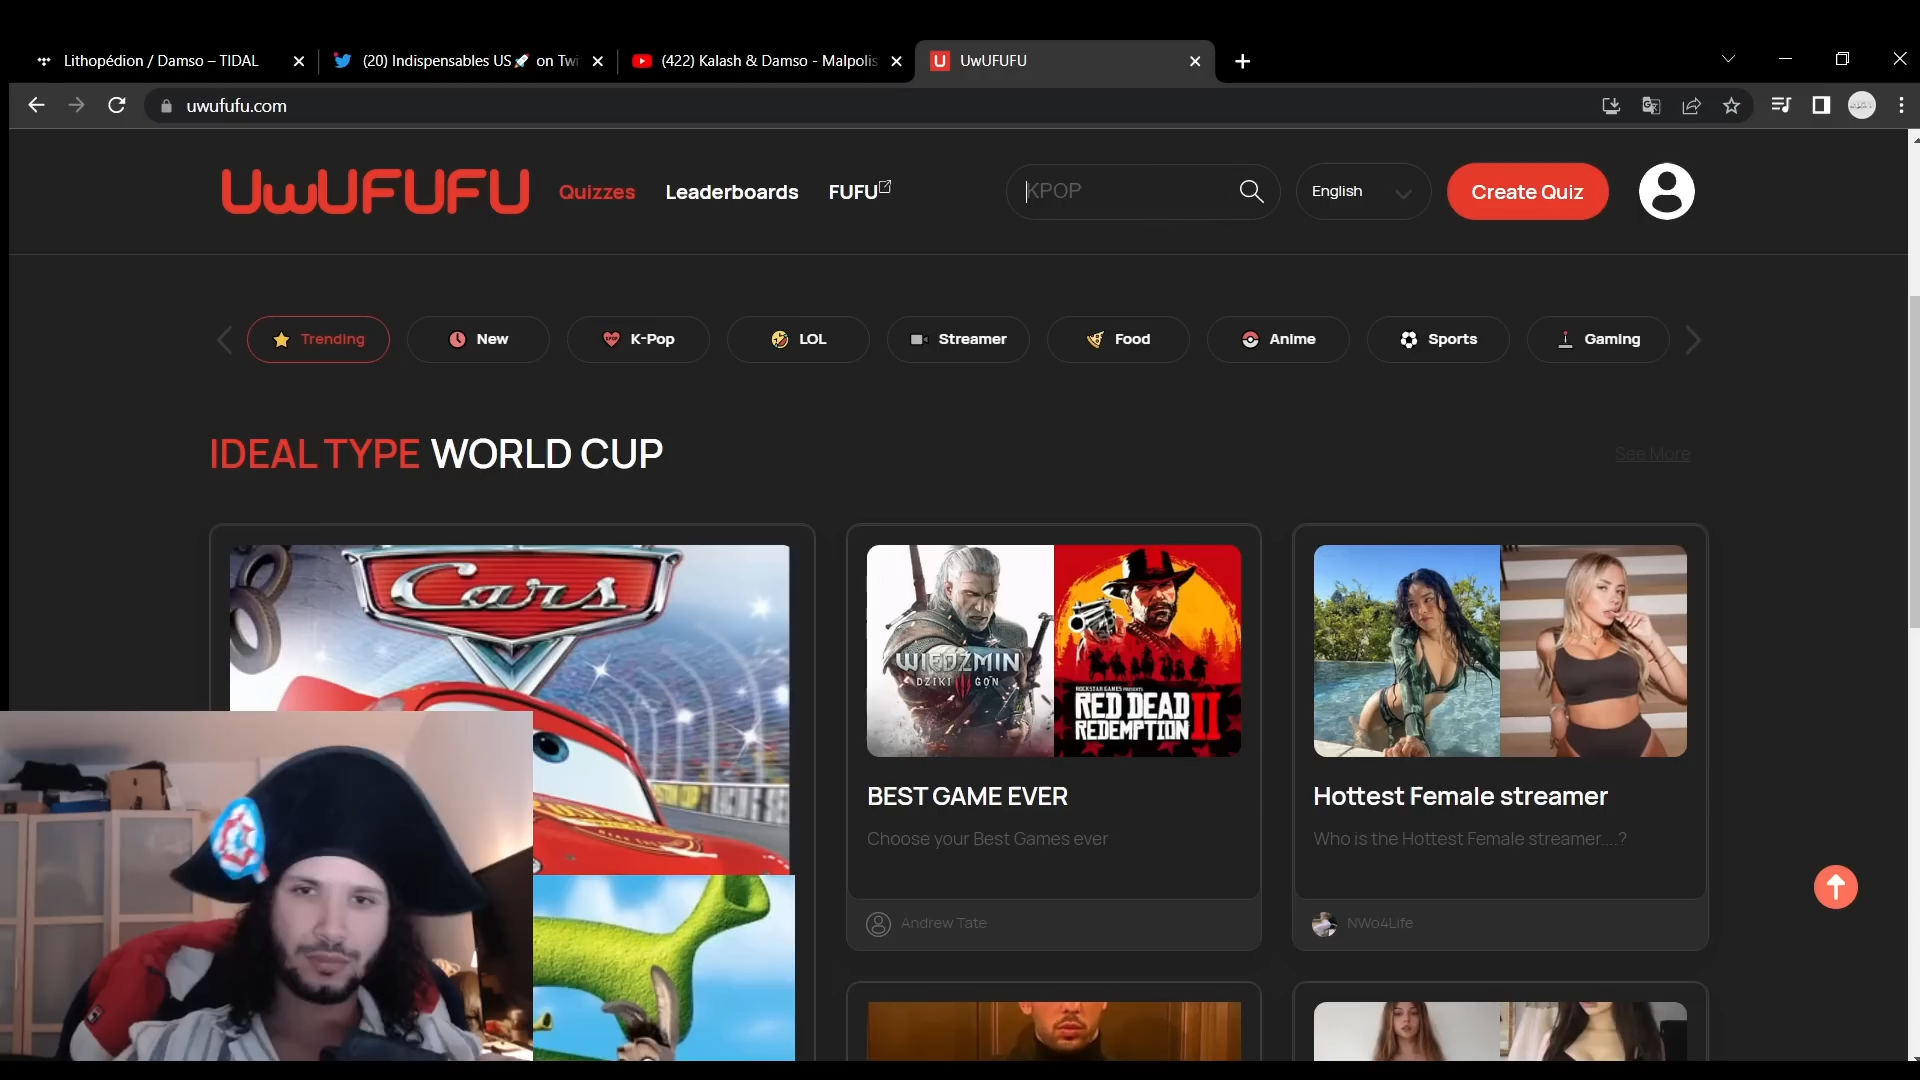 Lithopédion / Damso – TIDAL
(20) Indispensables US🚀 on Twi
(422) Kalash & Damso - Malpolis
UwUFUFU
uwufufu.com
UwUFUFU
Quizzes
Leaderboards
FUFU
KPOP
English
Create Quiz
Trending
New
K-Pop
LOL
Streamer
Food
Anime
Sports
Gaming
IDEAL TYPE WORLD CUP
See More
Cars
WIEDŹMIN
DZIKI GON
ROCKSTAR GAMES PRESENTS
RED DEAD
REDEMPTION II
BEST GAME EVER
Choose your Best Games ever
Andrew Tate
Hottest Female streamer
Who is the Hottest Female streamer....?
NWo4Life